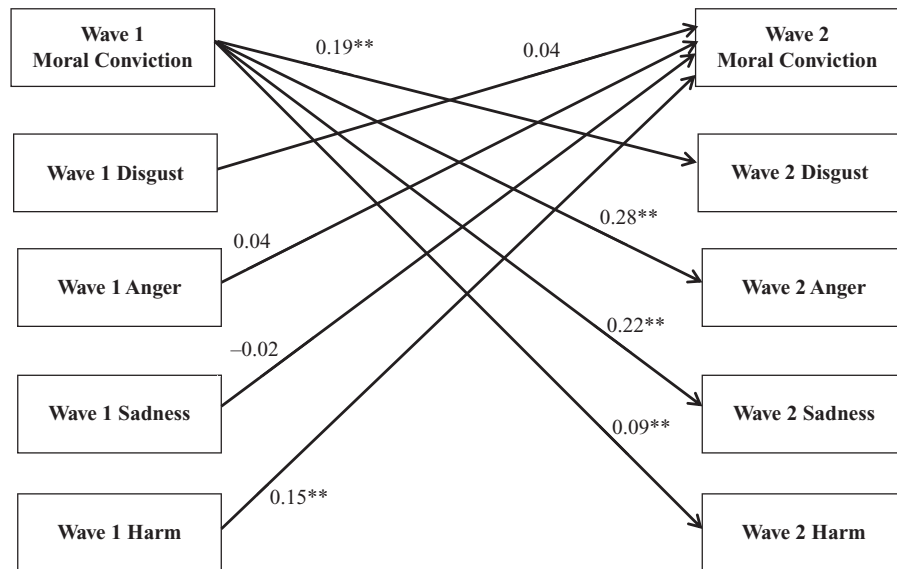 Wave 1
Moral Conviction
Wave 2
Moral Conviction
0.19**
0.04
Wave 1 Disgust
Wave 2 Disgust
0.04
0.28**
Wave 1 Anger
Wave 2 Anger
–0.02
0.22**
Wave 1 Sadness
Wave 2 Sadness
0.09**
0.15**
Wave 1 Harm
Wave 2 Harm